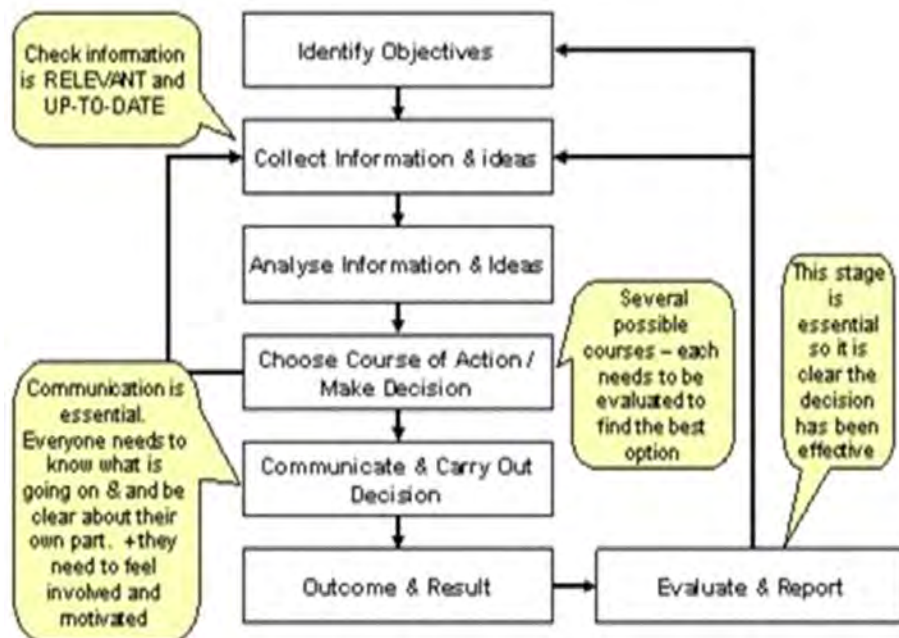 Check information
is RELEVANT and
UP-TO-DATE
Identify Objectives
Collect Information & ideas
Analyse Information & Ideas
Choose Course of Action /
Make Decision
Several
possible
courses – each
needs to be
evaluated to
find the best
option
This stage
is
essential
so it is
clear the
decision
has been
effective
Communication is
essential.
Everyone needs to
know what is
going on & and be
clear about their
own part. +they
need to feel
involved and
motivated
Communicate & Carry Out
Decision
Outcome & Result
Evaluate & Report